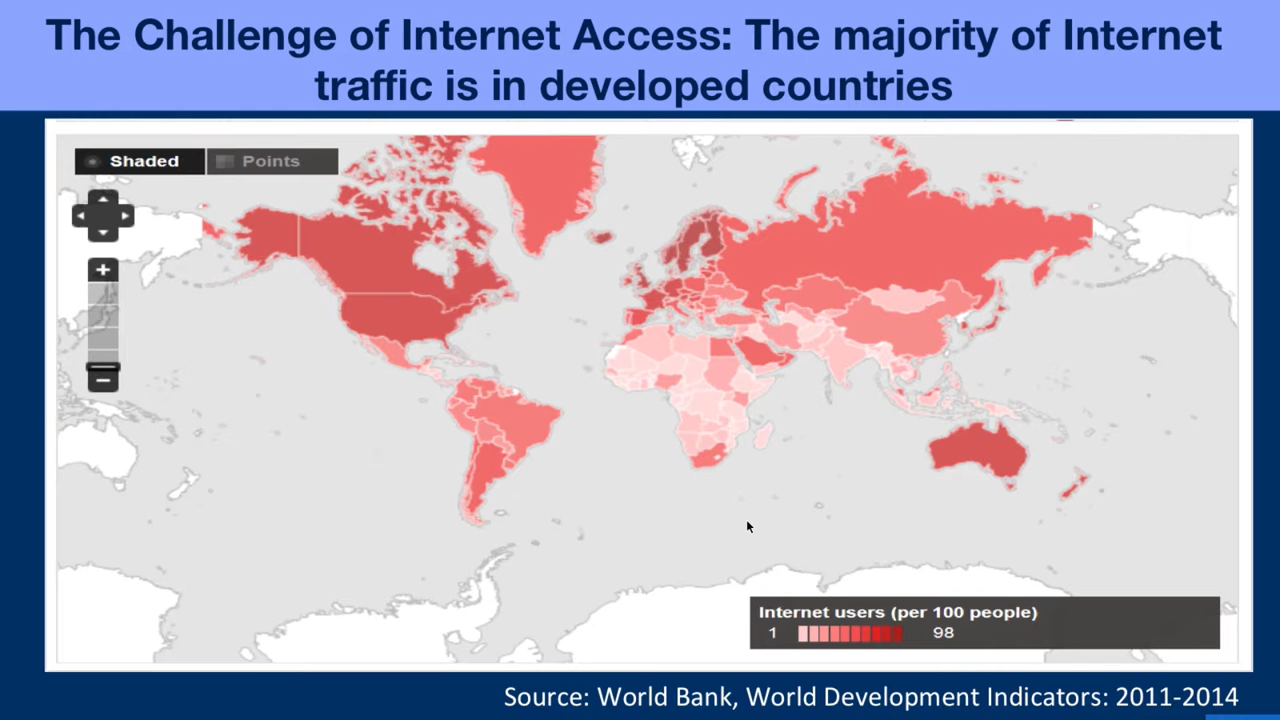 The Challenge of Internet Access: The majority of Internet
traffic is in developed countries
Shaded
Points
+
−
Internet users (per 100 people)
1 98
Source: World Bank, World Development Indicators: 2011-2014